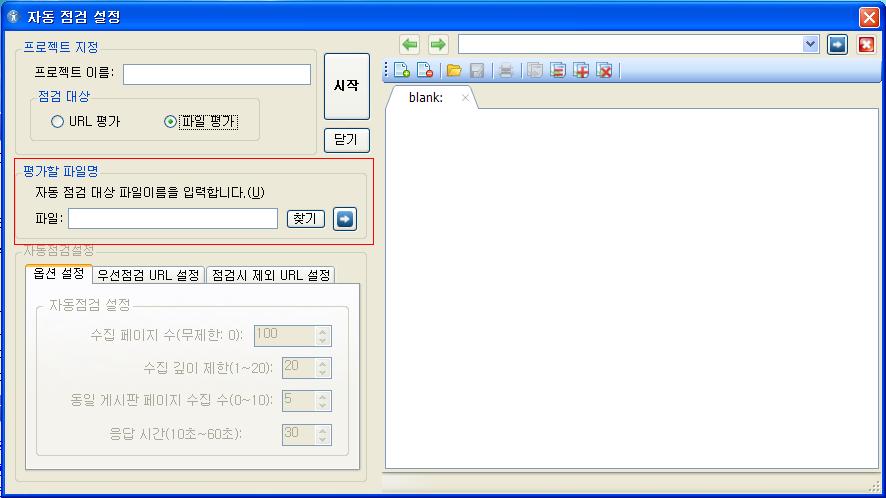 자동 점검 설정
프로젝트 지정
프로젝트 이름:
점검 대상
URL 평가
파일 평가
시작
닫기
평가할 파일명
자동 점검 대상 파일이름을 입력합니다.(U)
파일:
찾기
자동점검설정
옵션 설정
우선점검 URL 설정
점검시 제외 URL 설정
자동점검 설정
수집 페이지 수(무제한: 0):
100
수집 깊이 제한(1~20):
20
동일 게시판 페이지 수집 수(0~10):
5
응답 시간(10초~60초):
30
blank: